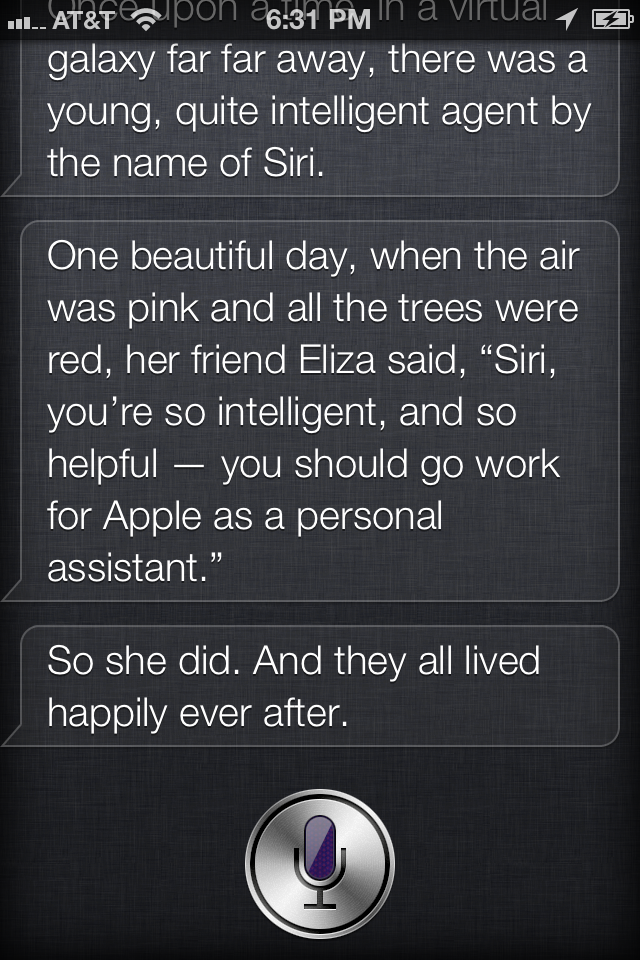 AT&T 6:31 PM
Once upon a time, in a virtual
galaxy far far away, there was a
young, quite intelligent agent by
the name of Siri.
One beautiful day, when the air
was pink and all the trees were
red, her friend Eliza said, “Siri,
you’re so intelligent, and so
helpful — you should go work
for Apple as a personal
assistant.”
So she did. And they all lived
happily ever after.